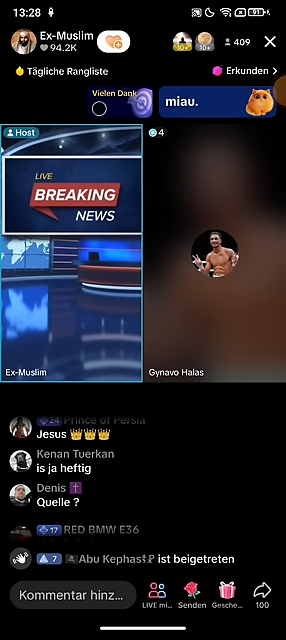 13:28
91
Ex-Muslim
94.2K
10+
10+
409
Tägliche Rangliste
Erkunden >
Vielen Dank
miau.
Host
4
LIVE
BREAKING
NEWS
Ex-Muslim
Gynavo Halas
24 Prince of Persia
Jesus 👑👑👑
Kenan Tuerkan
is ja heftig
Denis ✝️
Quelle ?
17 RED BMW E36
7 Abu Kephas ist beigetreten
Kommentar hinz...
LIVE mi...
Senden
Gesche...
100